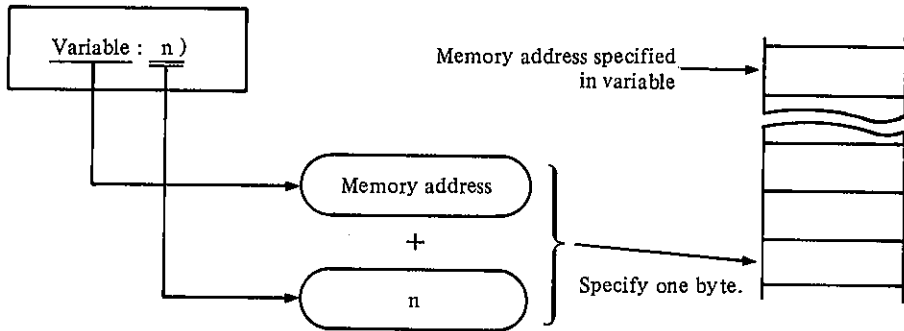 Variable : n )
Memory address specified
in variable
Memory address
+
n
Specify one byte.